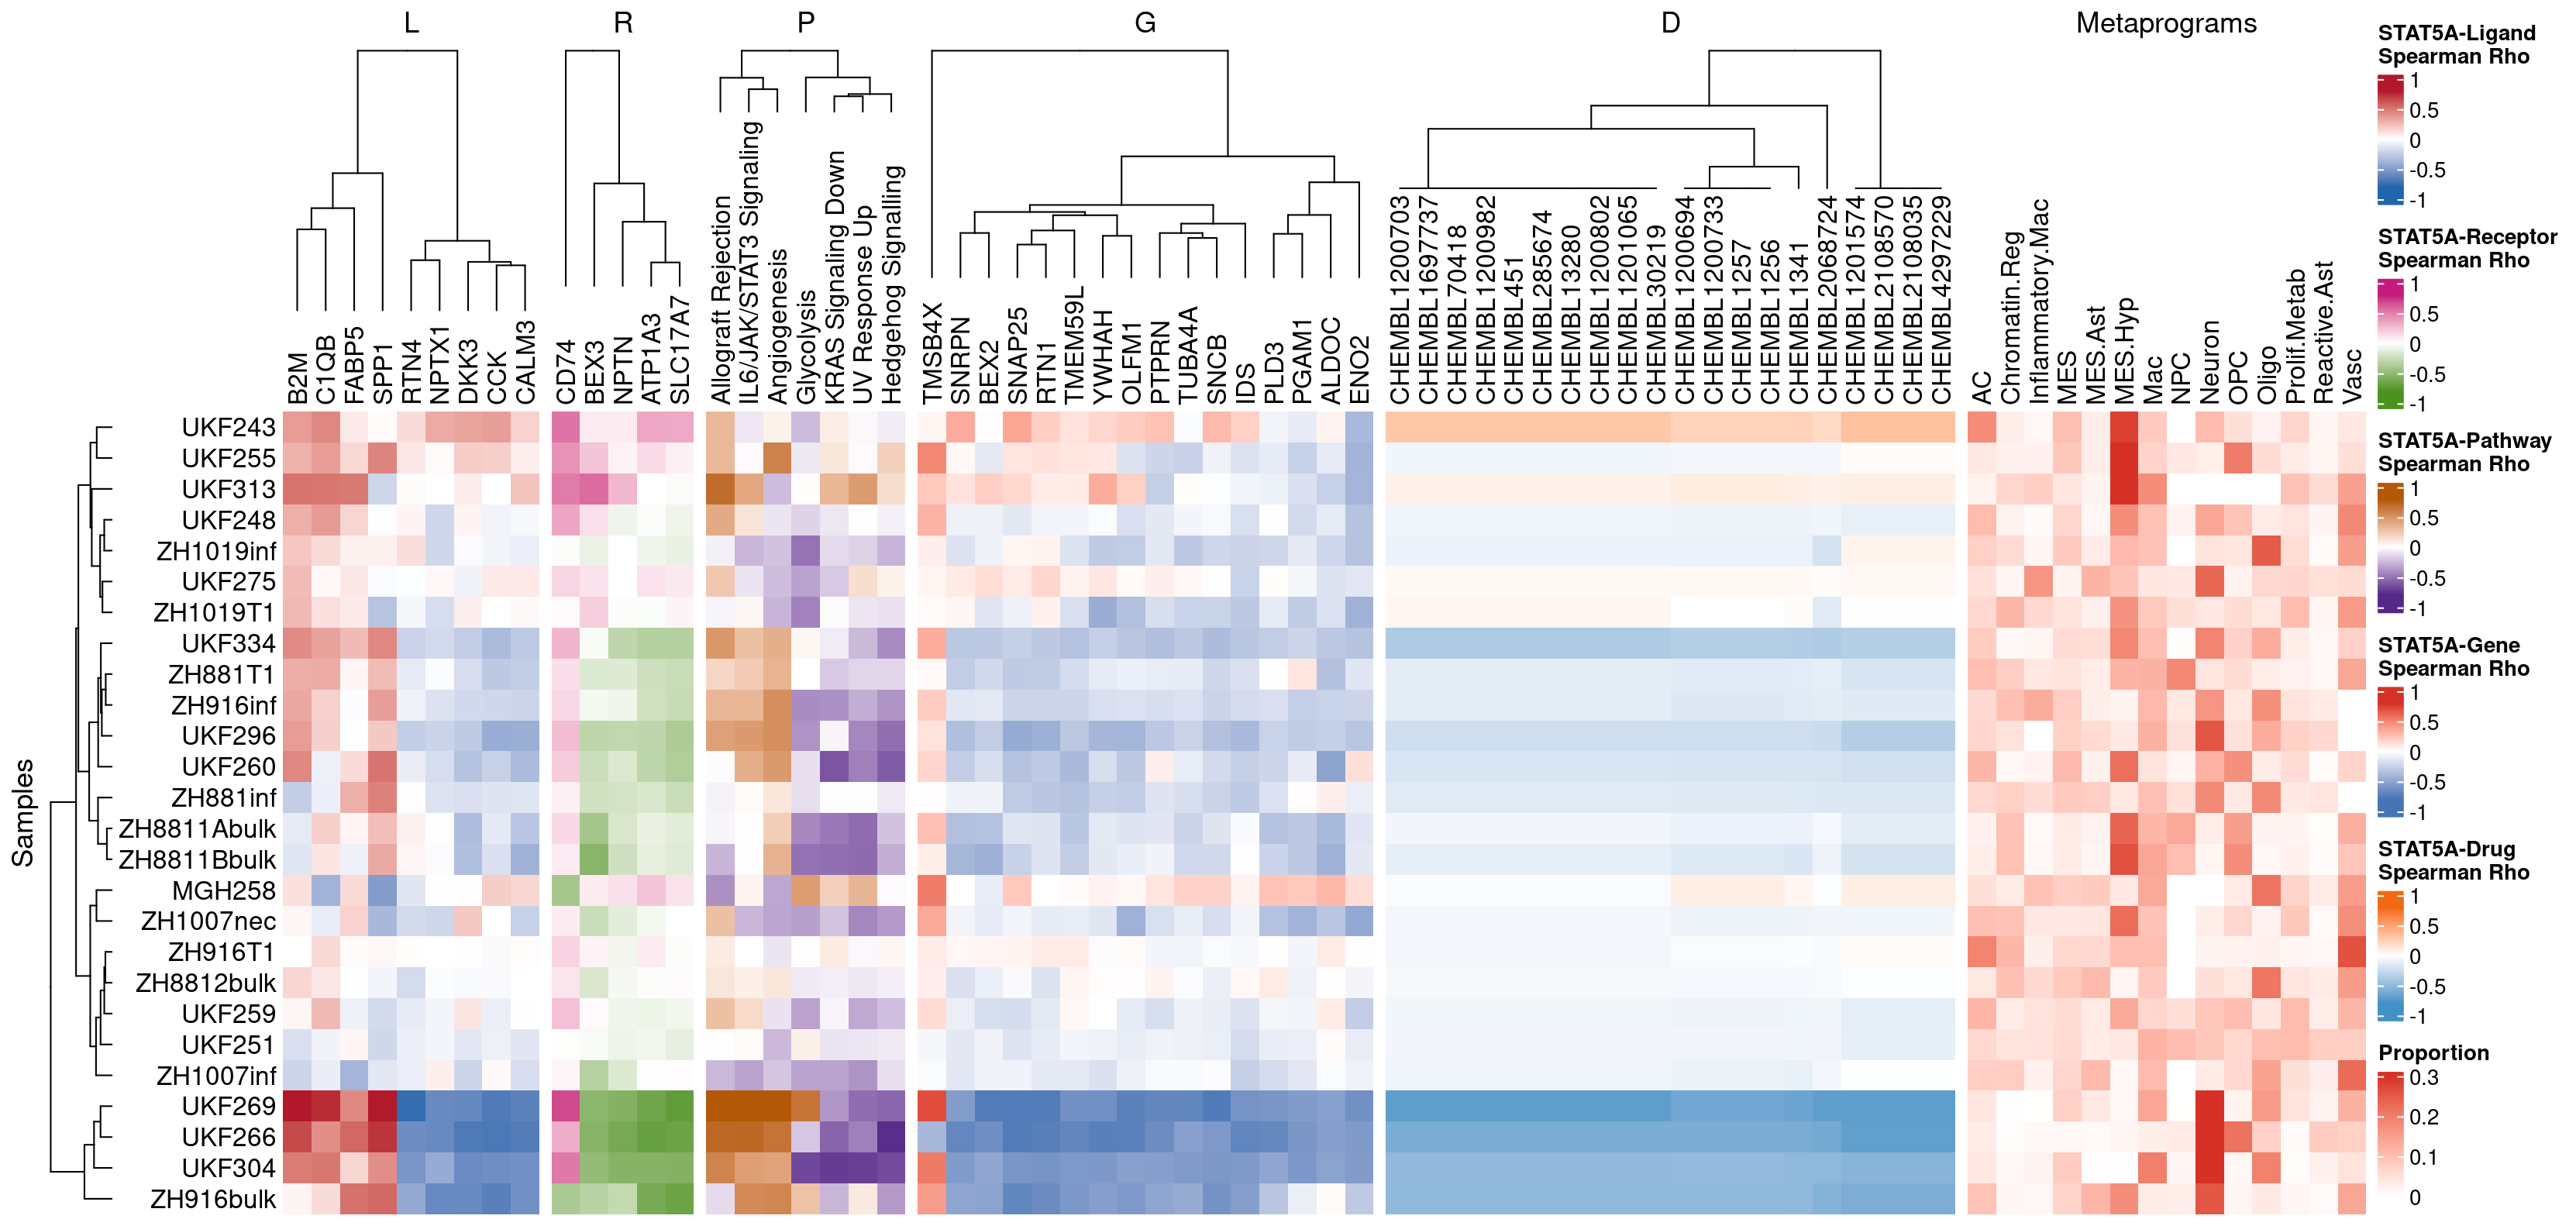 L R P G D Metaprograms
B2M
C1QB
FABP5
SPP1
RTN4
NPTX1
DKK3
CCK
CALM3
CD74
BEX3
NPTN
ATP1A3
SLC17A7
Allograft Rejection
IL6/JAK/STAT3 Signaling
Angiogenesis
Glycolysis
KRAS Signaling Down
UV Response Up
Hedgehog Signalling
TMSB4X
SNRPN
BEX2
SNAP25
RTN1
TMEM59L
YWHAH
OLFM1
PTPRN
TUBA4A
SNCB
IDS
PLD3
PGAM1
ALDOC
ENO2
CHEMBL1200703
CHEMBL1697737
CHEMBL70418
CHEMBL1200982
CHEMBL451
CHEMBL285674
CHEMBL13280
CHEMBL1200802
CHEMBL1201065
CHEMBL30219
CHEMBL1200694
CHEMBL1200733
CHEMBL1257
CHEMBL1256
CHEMBL1341
CHEMBL2068724
CHEMBL1201574
CHEMBL2108570
CHEMBL2108035
CHEMBL4297229
AC
Chromatin.Reg
Inflammatory.Mac
MES
MES.Ast
MES.Hyp
Mac
NPC
Neuron
OPC
Oligo
Prolif.Metab
Reactive.Ast
Vasc
Samples
UKF243
UKF255
UKF313
UKF248
ZH1019inf
UKF275
ZH1019T1
UKF334
ZH881T1
ZH916inf
UKF296
UKF260
ZH881inf
ZH8811Abulk
ZH8811Bbulk
MGH258
ZH1007nec
ZH916T1
ZH8812bulk
UKF259
UKF251
ZH1007inf
UKF269
UKF266
UKF304
ZH916bulk
STAT5A-Ligand
Spearman Rho
1
0.5
0
-0.5
-1
STAT5A-Receptor
Spearman Rho
1
0.5
0
-0.5
-1
STAT5A-Pathway
Spearman Rho
1
0.5
0
-0.5
-1
STAT5A-Gene
Spearman Rho
1
0.5
0
-0.5
-1
STAT5A-Drug
Spearman Rho
1
0.5
0
-0.5
-1
Proportion
0.3
0.2
0.1
0